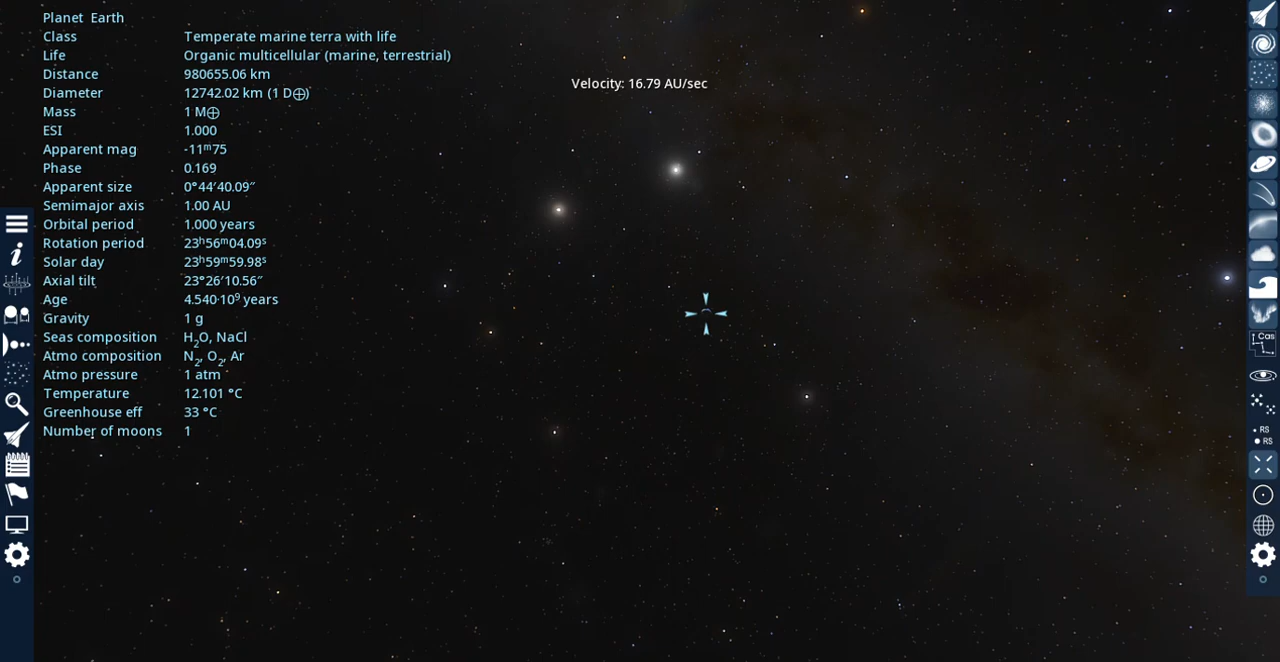 Planet Earth
Class Temperate marine terra with life
Life Organic multicellular (marine, terrestrial)
Distance 980655.06 km
Velocity: 16.79 AU/sec
Diameter 12742.02 km (1 D⊕)
Mass 1 M⊕
ESI 1.000
Apparent mag -11ᵐ75
Phase 0.169
Apparent size 0°44′40.09″
Semimajor axis 1.00 AU
Orbital period 1.000 years
Rotation period 23ʰ56ᵐ04.09ˢ
Solar day 23ʰ59ᵐ59.98ˢ
Axial tilt 23°26′10.56″
Age 4.540·10⁹ years
Gravity 1 g
Seas composition H₂O, NaCl
Atmo composition N₂, O₂, Ar
Atmo pressure 1 atm
Temperature 12.101 °C
Greenhouse eff 33 °C
Number of moons 1
Cas
RS
RS